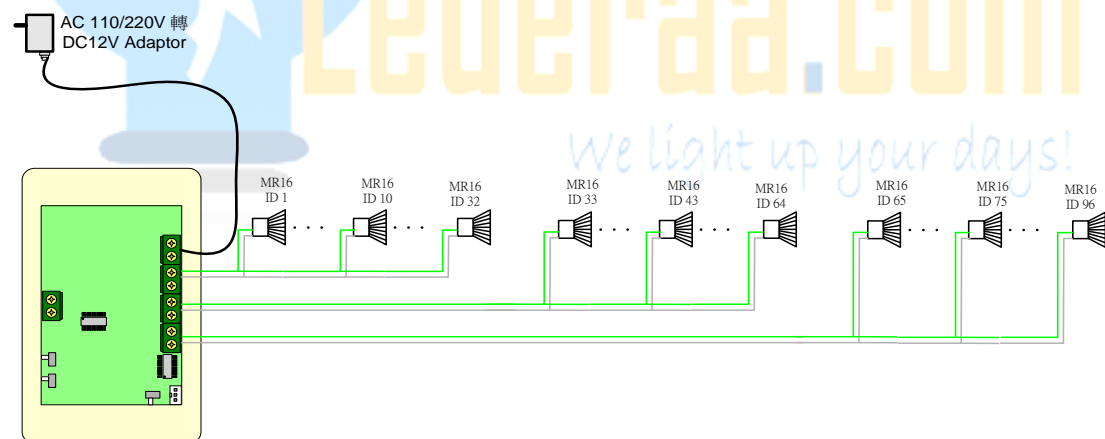 AC 110/220V 轉
DC12V Adaptor
Lederaa.com
We light up your days!
MR16
ID 1
MR16
ID 10
MR16
ID 32
MR16
ID 33
MR16
ID 43
MR16
ID 64
MR16
ID 65
MR16
ID 75
MR16
ID 96